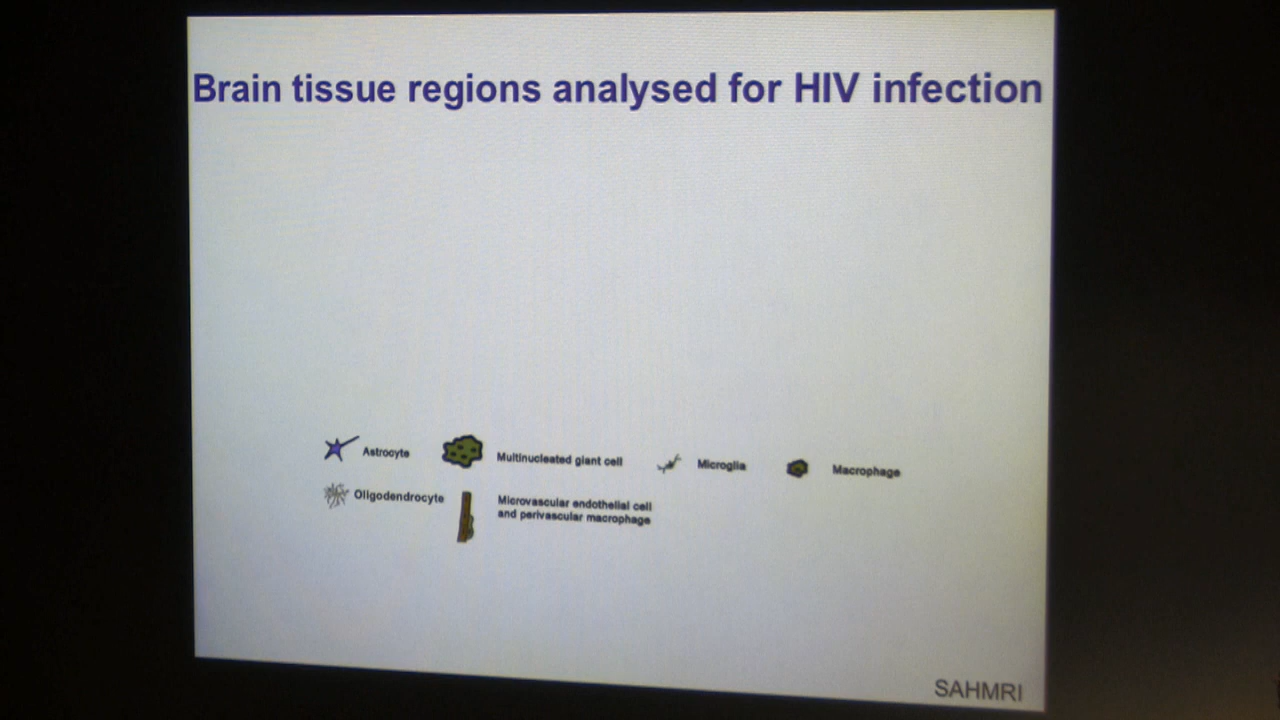 Brain tissue regions analysed for HIV infection
Astrocyte
Multinucleated giant cell
Microglia
Macrophage
Oligodendrocyte
Microvascular endothelial cell
and perivascular macrophage
SAHMRI